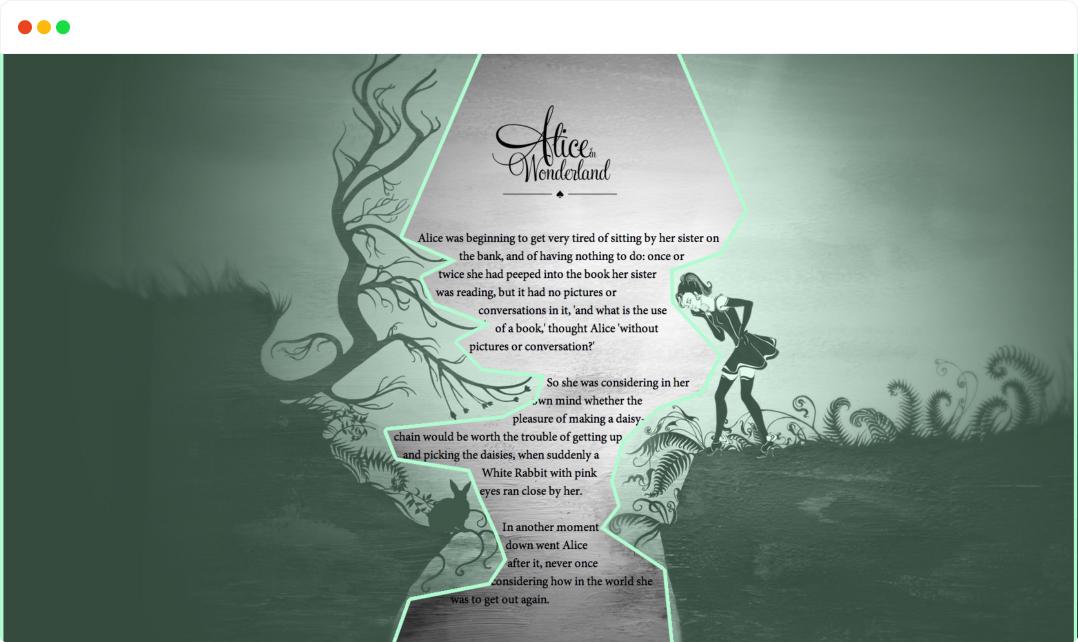 Alice in
Wonderland
Alice was beginning to get very tired of sitting by her sister on
the bank, and of having nothing to do: once or
twice she had peeped into the book her sister
was reading, but it had no pictures or
conversations in it, 'and what is the use
of a book,' thought Alice 'without
pictures or conversation?'
So she was considering in her
own mind whether the
pleasure of making a daisy-
chain would be worth the trouble of getting up
and picking the daisies, when suddenly a
White Rabbit with pink
eyes ran close by her.
In another moment
down went Alice
after it, never once
considering how in the world she
was to get out again.